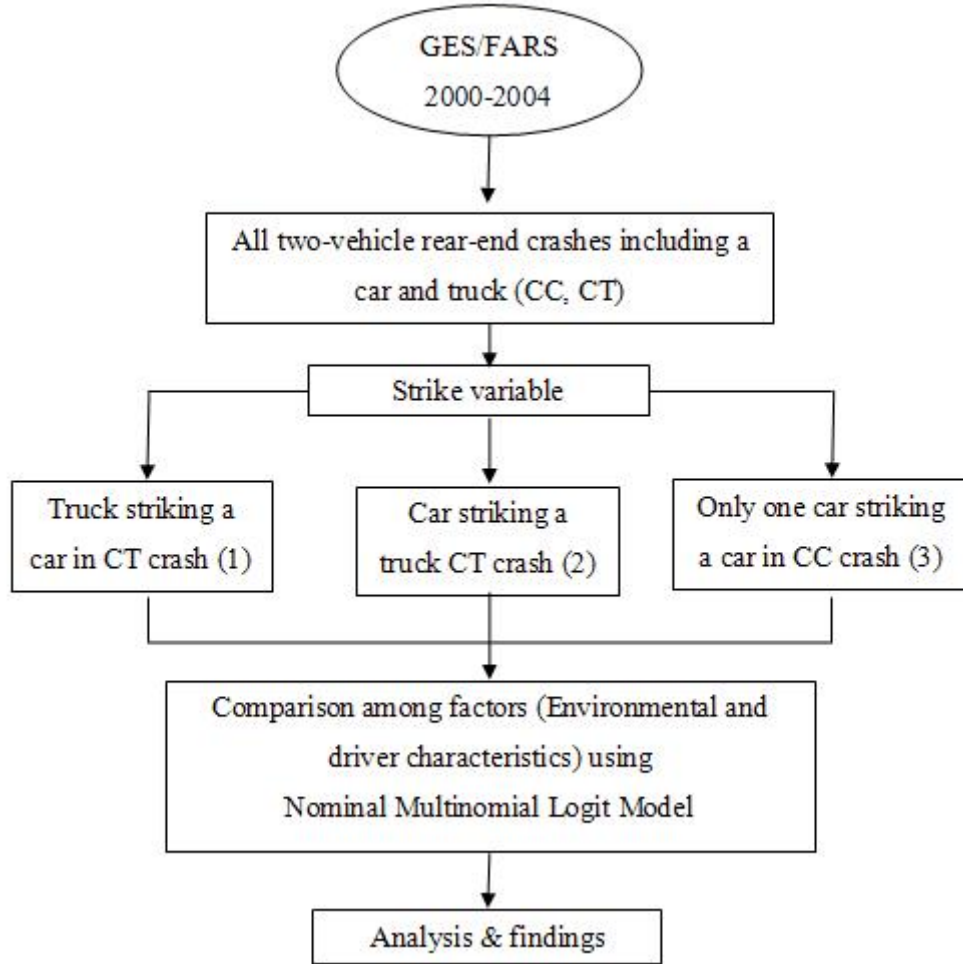 GES/FARS
2000-2004
All two-vehicle rear-end crashes including a
car and truck (CC, CT)
Strike variable
Truck striking a
car in CT crash (1)
Car striking a
truck CT crash (2)
Only one car striking
a car in CC crash (3)
Comparison among factors (Environmental and
driver characteristics) using
Nominal Multinomial Logit Model
Analysis & findings